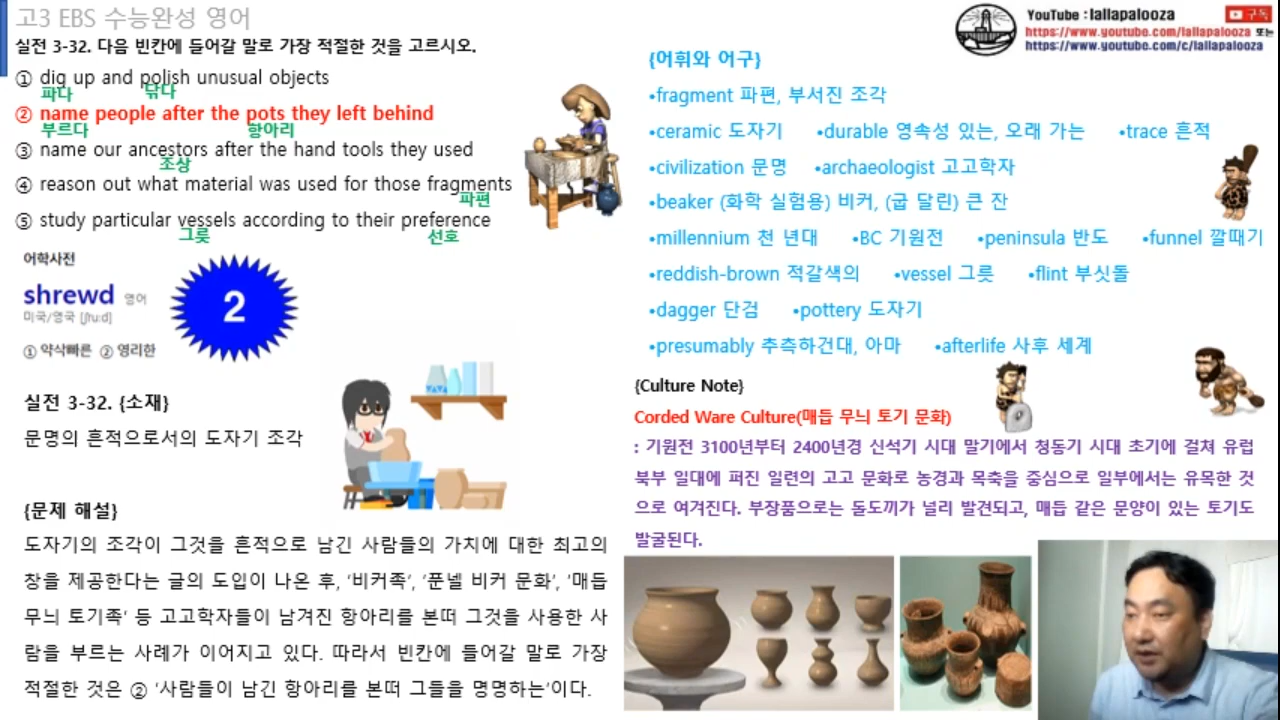 고3 EBS 수능완성 영어
실전 3-32. 다음 빈칸에 들어갈 말로 가장 적절한 것을 고르시오.
① dig up and polish unusual objects
파다 닦다
② name people after the pots they left behind
부르다 항아리
③ name our ancestors after the hand tools they used
조상
④ reason out what material was used for those fragments
파편
⑤ study particular vessels according to their preference
그릇 선호
어학사전
shrewd 영어
미국/영국 [ʃruːd]
① 약삭빠른 ② 영리한
2
실전 3-32. {소재}
문명의 흔적으로서의 도자기 조각
{문제 해설}
도자기의 조각이 그것을 흔적으로 남긴 사람들의 가치에 대한 최고의
창을 제공한다는 글의 도입이 나온 후, ‘비커족’, ‘푼넬 비커 문화’, ‘매듭
무늬 토기족’ 등 고고학자들이 남겨진 항아리를 본떠 그것을 사용한 사
람을 부르는 사례가 이어지고 있다. 따라서 빈칸에 들어갈 말로 가장
적절한 것은 ② ‘사람들이 남긴 항아리를 본떠 그들을 명명하는’이다.
YouTube : lallapalooza 구독
https://www.youtube.com/lallapalooza 또는
https://www.youtube.com/c/lallapalooza
{어휘와 어구}
•fragment 파편, 부서진 조각
•ceramic 도자기 •durable 영속성 있는, 오래 가는 •trace 흔적
•civilization 문명 •archaeologist 고고학자
•beaker (화학 실험용) 비커, (굽 달린) 큰 잔
•millennium 천 년대 •BC 기원전 •peninsula 반도 •funnel 깔때기
•reddish-brown 적갈색의 •vessel 그릇 •flint 부싯돌
•dagger 단검 •pottery 도자기
•presumably 추측하건대, 아마 •afterlife 사후 세계
{Culture Note}
Corded Ware Culture(매듭 무늬 토기 문화)
: 기원전 3100년부터 2400년경 신석기 시대 말기에서 청동기 시대 초기에 걸쳐 유럽
북부 일대에 퍼진 일련의 고고 문화로 농경과 목축을 중심으로 일부에서는 유목한 것
으로 여겨진다. 부장품으로는 돌도끼가 널리 발견되고, 매듭 같은 문양이 있는 토기도
발굴된다.